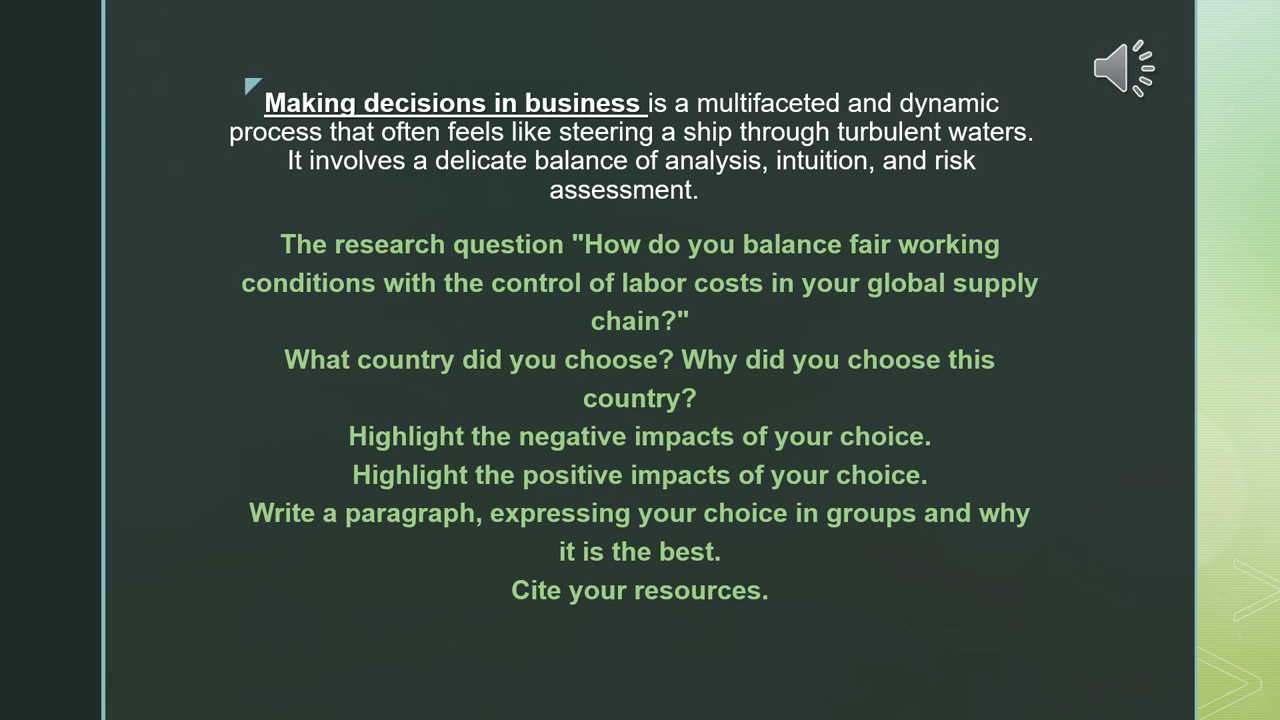 Making decisions in business is a multifaceted and dynamic
process that often feels like steering a ship through turbulent waters.
It involves a delicate balance of analysis, intuition, and risk
assessment.
The research question "How do you balance fair working
conditions with the control of labor costs in your global supply
chain?"
What country did you choose? Why did you choose this
country?
Highlight the negative impacts of your choice.
Highlight the positive impacts of your choice.
Write a paragraph, expressing your choice in groups and why
it is the best.
Cite your resources.